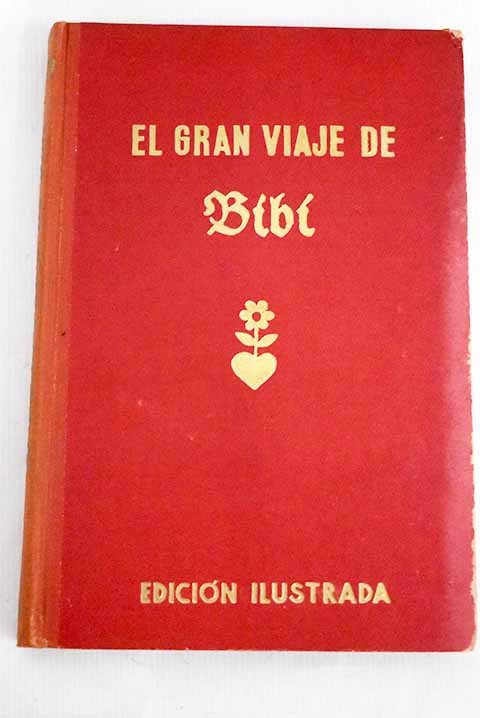 EL GRAN VIAJE DE
Bibi
EDICIÓN ILUSTRADA